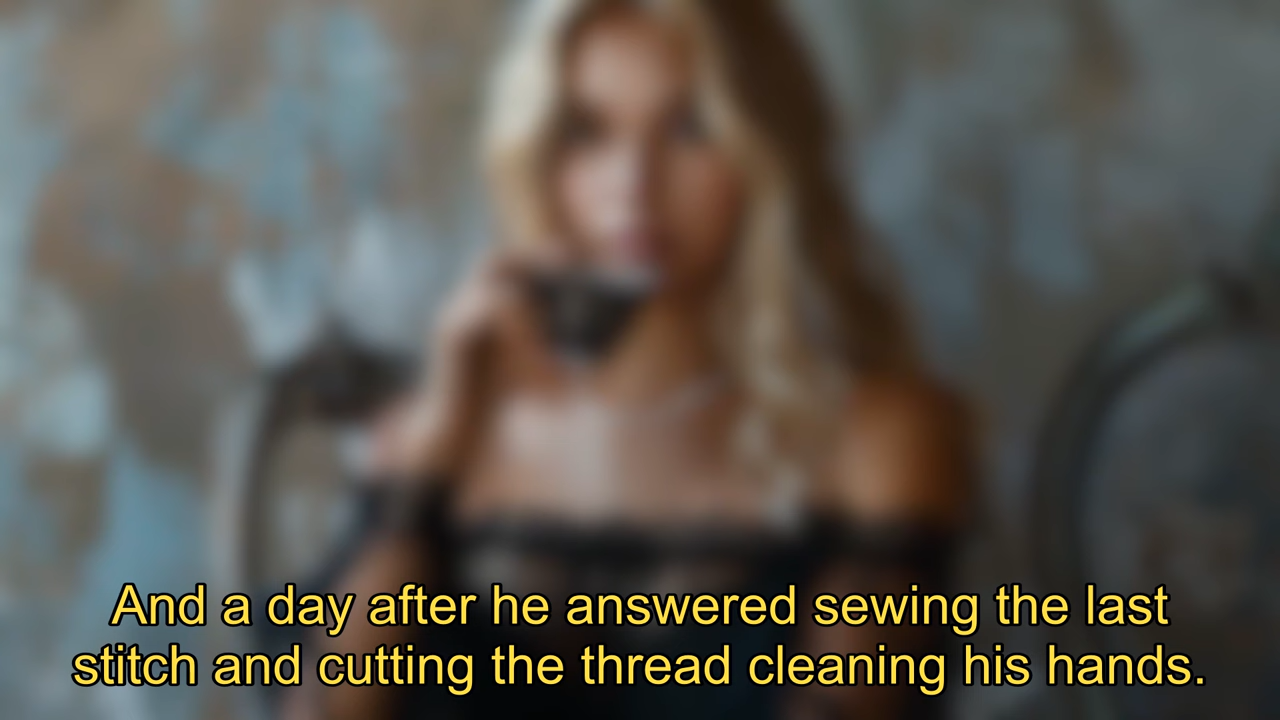 And a day after he answered sewing the last
stitch and cutting the thread cleaning his hands.